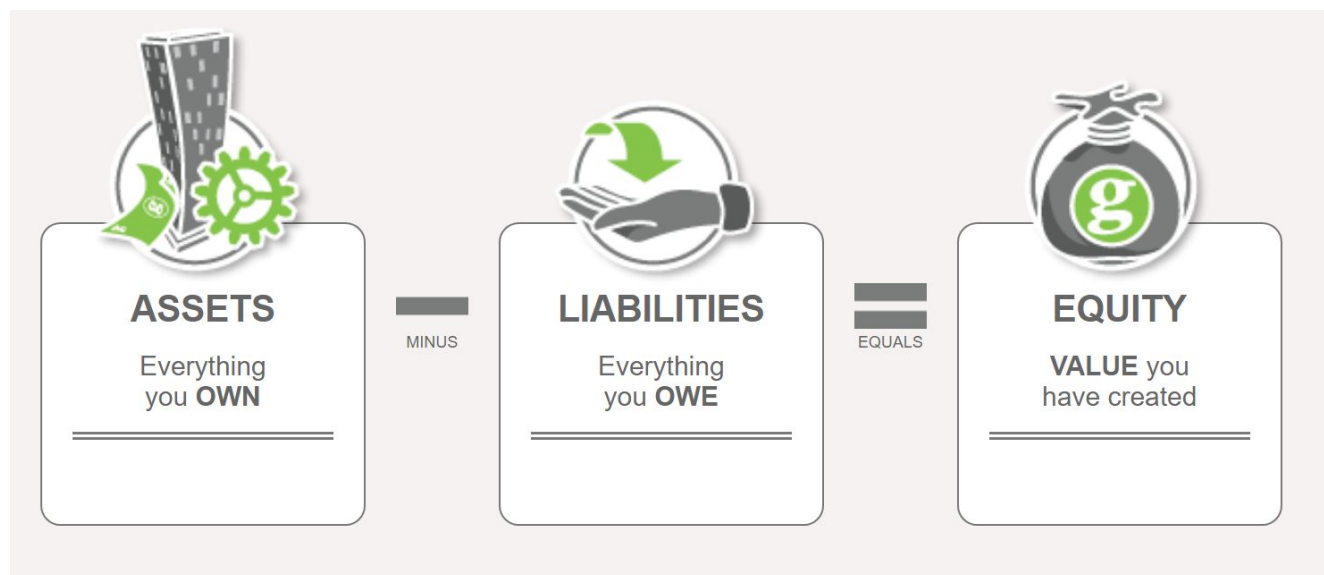 g
ASSETS
MINUS
LIABILITIES
EQUALS
EQUITY
Everything
you OWN
Everything
you OWE
VALUE you
have created